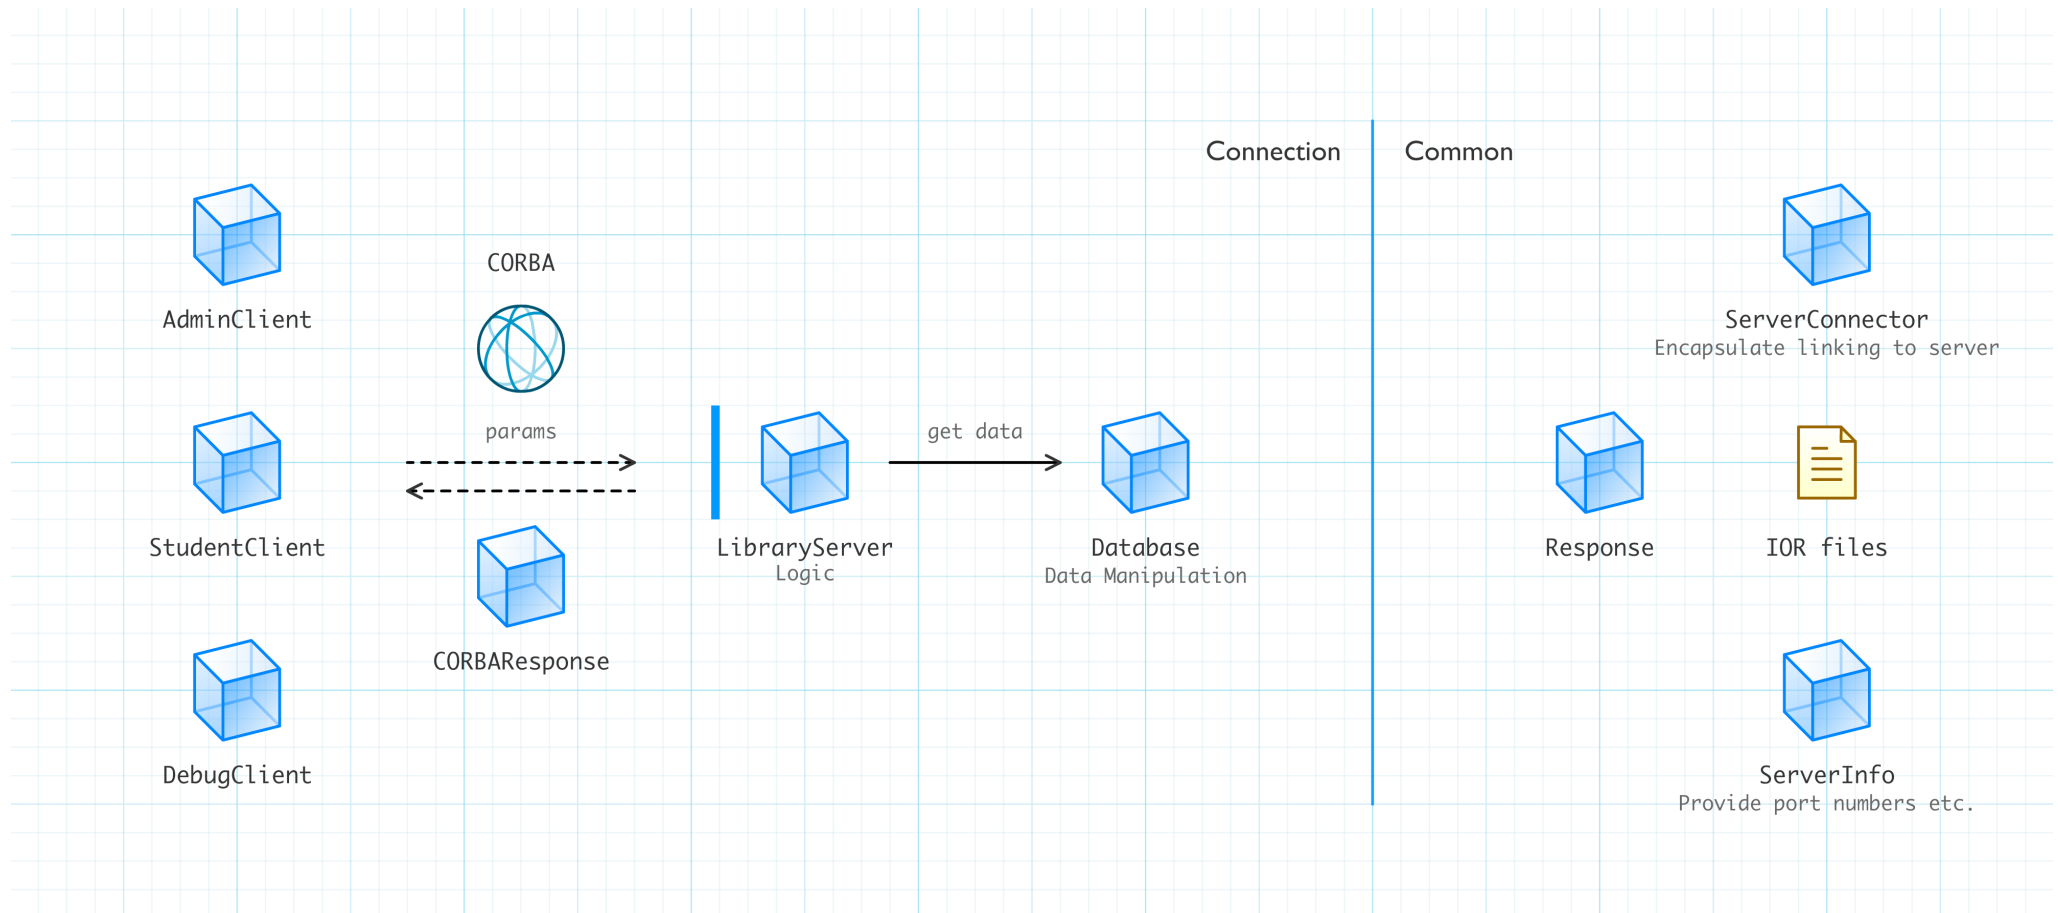 Connection
Common
AdminClient
CORBA
params
StudentClient
CORBAResponse
DebugClient
LibraryServer
Logic
get data
Database
Data Manipulation
ServerConnector
Encapsulate linking to server
Response
IOR files
ServerInfo
Provide port numbers etc.